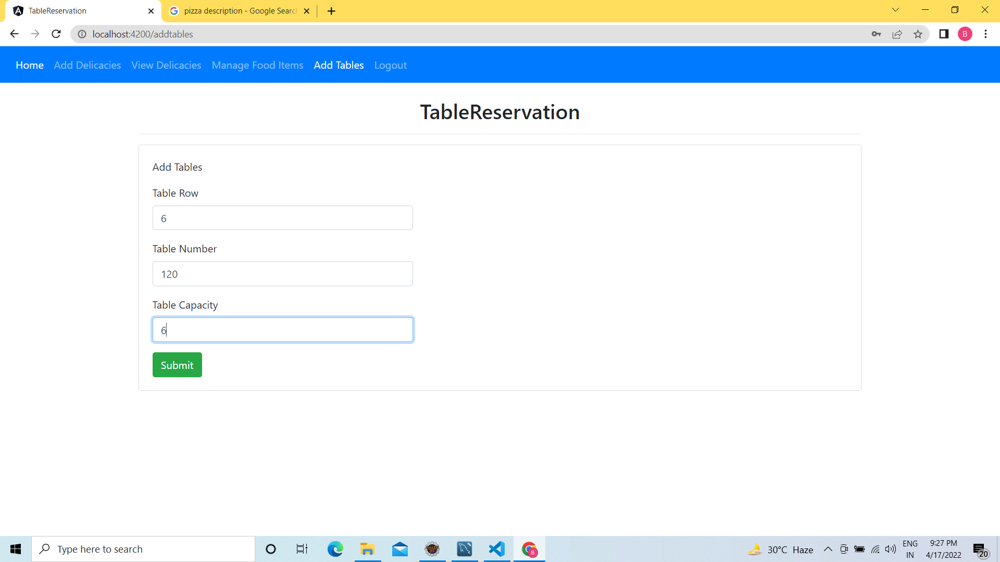 TableReservation
pizza description - Google Search
localhost:4200/addtables
B
Home Add Delicacies View Delicacies Manage Food Items Add Tables Logout
TableReservation
Add Tables
Table Row
6
Table Number
120
Table Capacity
6
Submit
Type here to search
B
30°C Haze
ENG
IN
9:27 PM
4/17/2022
20